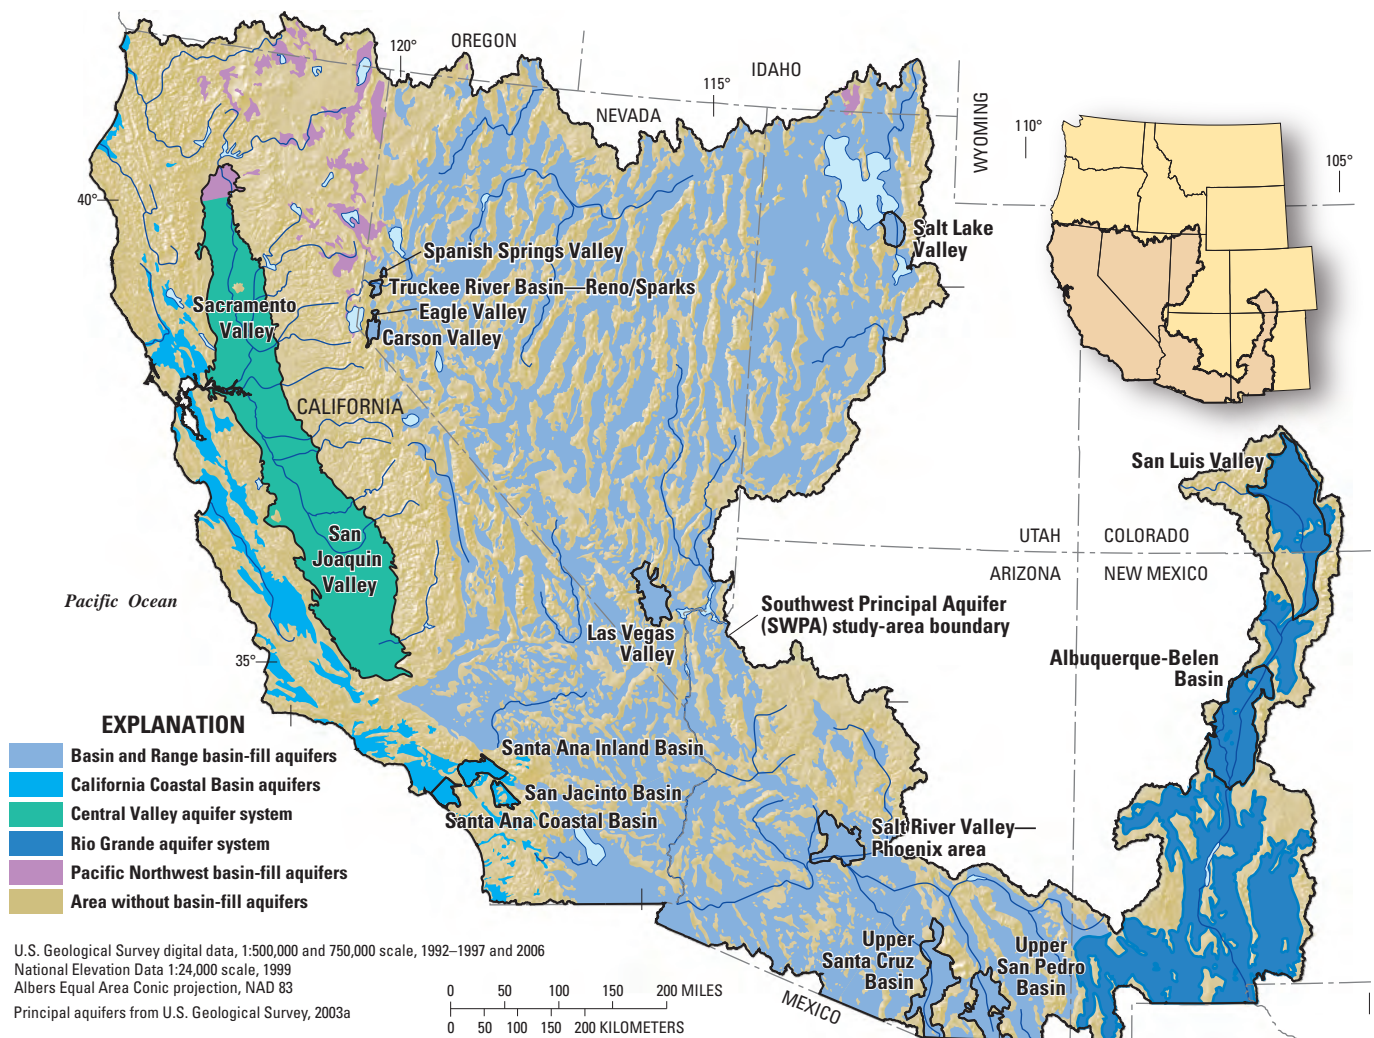 120°
OREGON
IDAHO
115°
NEVADA
WYOMING
110°
105°
40°
Salt Lake
Valley
Spanish Springs Valley
Truckee River Basin—Reno/Sparks
Eagle Valley
Carson Valley
Sacramento
Valley
CALIFORNIA
San Luis Valley
San
Joaquin
Valley
UTAH
COLORADO
ARIZONA
NEW MEXICO
Pacific Ocean
Southwest Principal Aquifer
(SWPA) study-area boundary
Las Vegas
Valley
35°
Albuquerque-Belen
Basin
EXPLANATION
Basin and Range basin-fill aquifers
California Coastal Basin aquifers
Central Valley aquifer system
Rio Grande aquifer system
Pacific Northwest basin-fill aquifers
Area without basin-fill aquifers
Santa Ana Inland Basin
San Jacinto Basin
Santa Ana Coastal Basin
Salt River Valley—
Phoenix area
Upper
Santa Cruz
Basin
Upper
San Pedro
Basin
MEXICO
U.S. Geological Survey digital data, 1:500,000 and 750,000 scale, 1992–1997 and 2006
National Elevation Data 1:24,000 scale, 1999
Albers Equal Area Conic projection, NAD 83
Principal aquifers from U.S. Geological Survey, 2003a
0 50 100 150 200 MILES
0 50 100 150 200 KILOMETERS